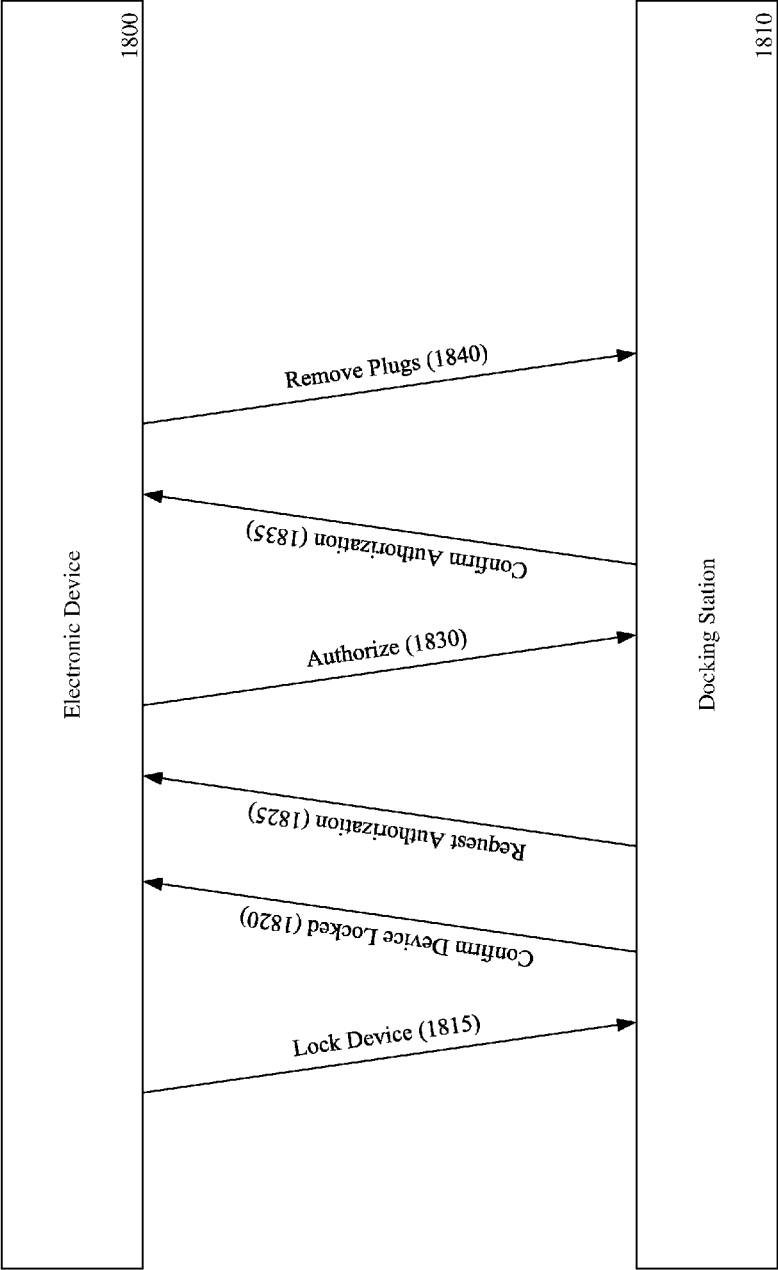 1800
1810
Remove Plugs (1840)
Confirm Authorization (1835)
Electronic Device
Docking Station
Authorize (1830)
Request Authorization (1825)
Confirm Device Locked (1820)
Lock Device (1815)